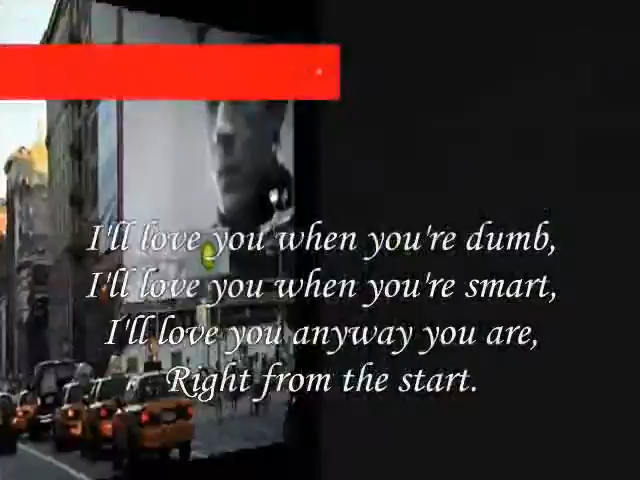 I'll love you when you're dumb,
I'll love you when you're smart,
I'll love you anyway you are,
Right from the start.